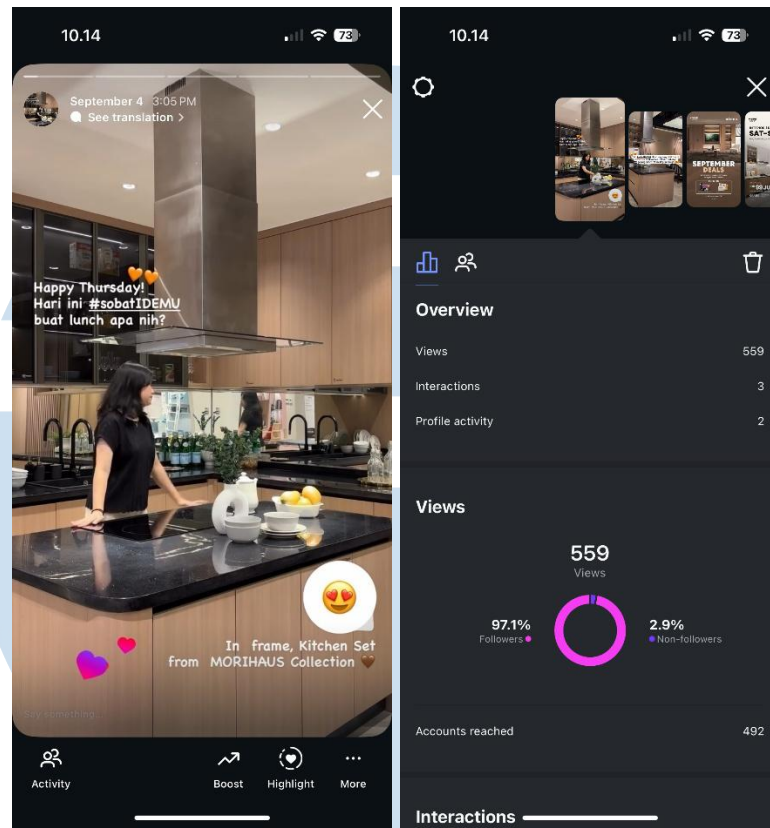 10.14
73
September 4 3:05 PM
See translation >
Happy Thursday!
Hari ini #sobatIDEMU
buat lunch apa nih?
In frame, Kitchen Set
from MORIHAUS Collection
Say something
Activity
Boost
Highlight
More
10.14
73
SEPTEMBER
DEALS
Overview
Views 559
Interactions 3
Profile activity 2
Views
559
Views
97.1%
Followers
2.9%
Non-followers
Accounts reached 492
Interactions